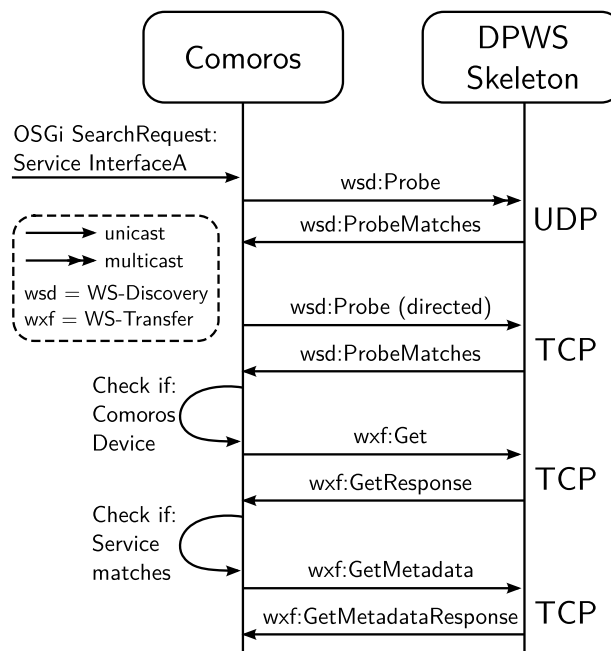 Comoros
DPWS
Skeleton
OSGi SearchRequest:
Service InterfaceA
wsd:Probe
wsd:ProbeMatches
UDP
unicast
multicast
wsd = WS-Discovery
wxf = WS-Transfer
wsd:Probe (directed)
wsd:ProbeMatches
TCP
Check if:
Comoros
Device
wxf:Get
wxf:GetResponse
TCP
Check if:
Service
matches
wxf:GetMetadata
wxf:GetMetadataResponse
TCP